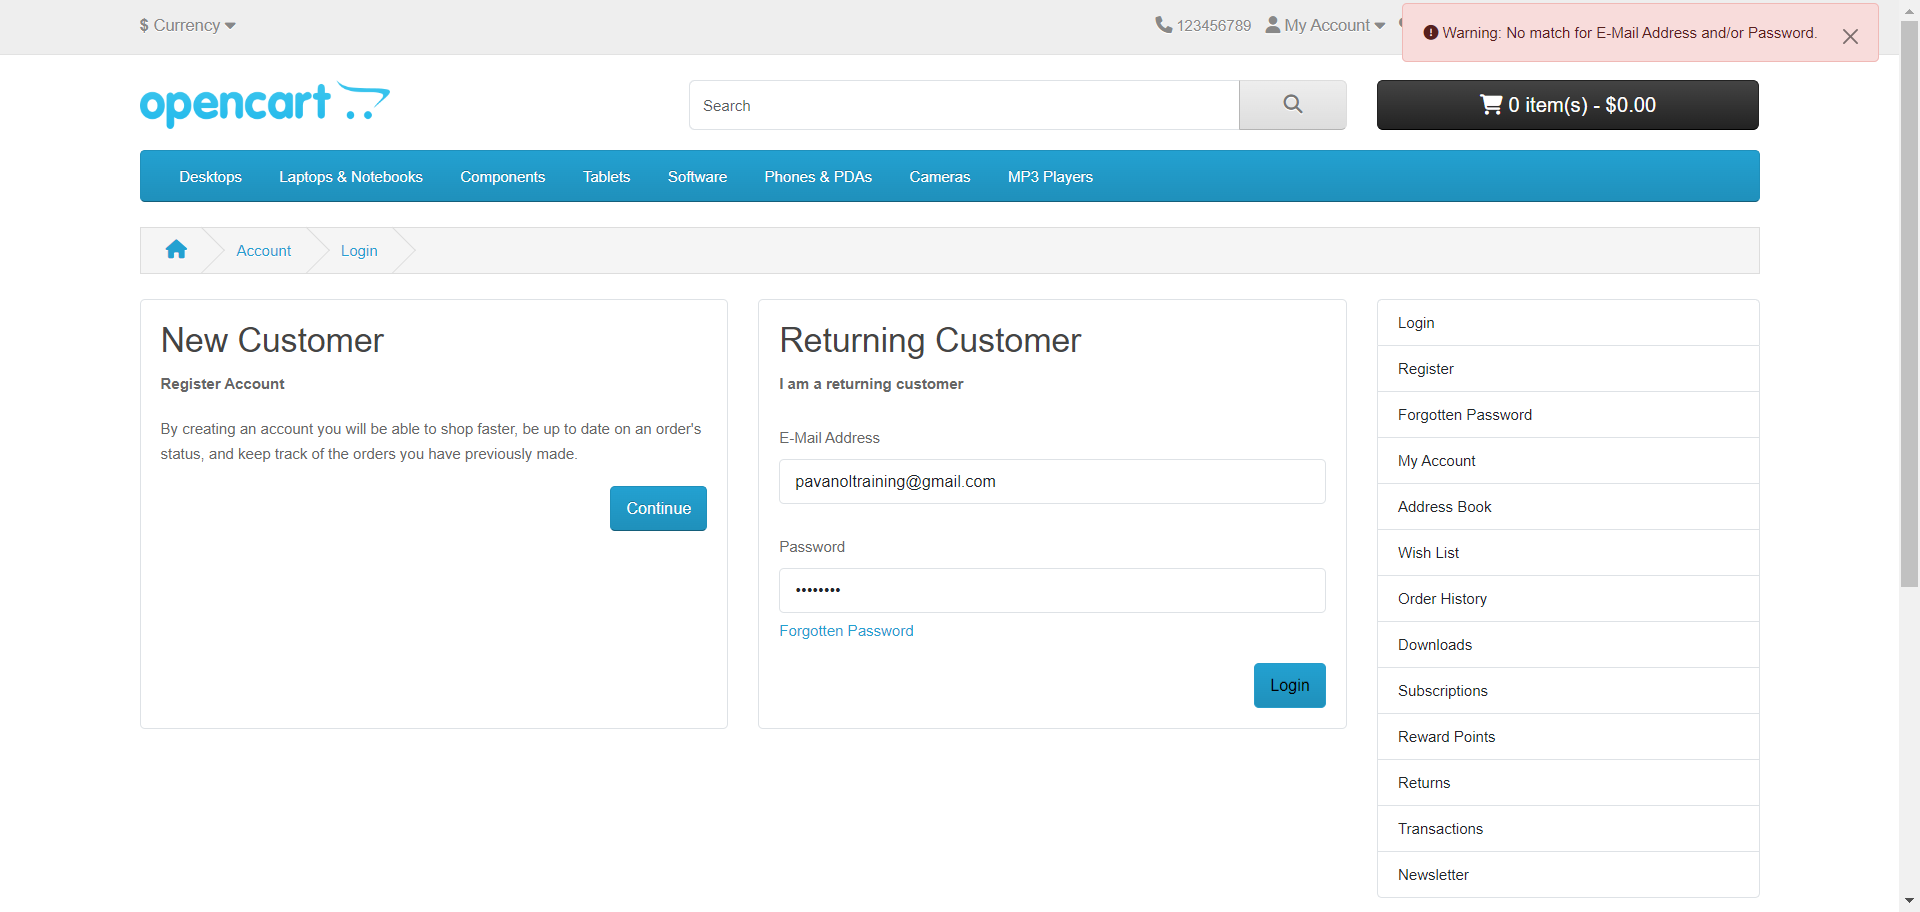 $ Currency
123456789 My Account
Warning: No match for E-Mail Address and/or Password.
opencart
Search
0 item(s) - $0.00
Desktops Laptops & Notebooks Components Tablets Software Phones & PDAs Cameras MP3 Players
Account Login
New Customer
Register Account
By creating an account you will be able to shop faster, be up to date on an order's
status, and keep track of the orders you have previously made.
Continue
Returning Customer
I am a returning customer
E-Mail Address
pavanoltraining@gmail.com
Password
••••••••
Forgotten Password
Login
Login
Register
Forgotten Password
My Account
Address Book
Wish List
Order History
Downloads
Subscriptions
Reward Points
Returns
Transactions
Newsletter